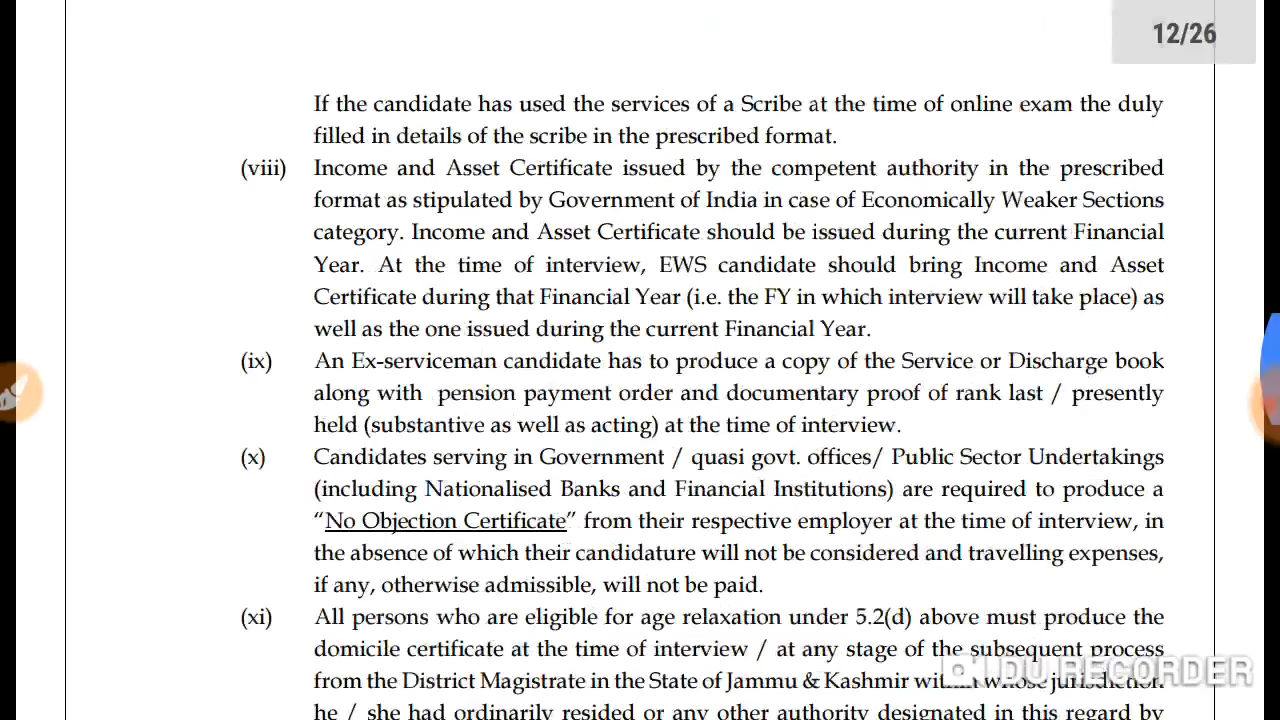 12/26
If the candidate has used the services of a Scribe at the time of online exam the duly
filled in details of the scribe in the prescribed format.
(viii) Income and Asset Certificate issued by the competent authority in the prescribed
format as stipulated by Government of India in case of Economically Weaker Sections
category. Income and Asset Certificate should be issued during the current Financial
Year. At the time of interview, EWS candidate should bring Income and Asset
Certificate during that Financial Year (i.e. the FY in which interview will take place) as
well as the one issued during the current Financial Year.
(ix) An Ex-serviceman candidate has to produce a copy of the Service or Discharge book
along with pension payment order and documentary proof of rank last / presently
held (substantive as well as acting) at the time of interview.
(x) Candidates serving in Government / quasi govt. offices/ Public Sector Undertakings
(including Nationalised Banks and Financial Institutions) are required to produce a
“No Objection Certificate” from their respective employer at the time of interview, in
the absence of which their candidature will not be considered and travelling expenses,
if any, otherwise admissible, will not be paid.
(xi) All persons who are eligible for age relaxation under 5.2(d) above must produce the
domicile certificate at the time of interview / at any stage of the subsequent process
from the District Magistrate in the State of Jammu & Kashmir within whose jurisdiction
he / she had ordinarily resided or any other authority designated in this regard by
DU RECORDER